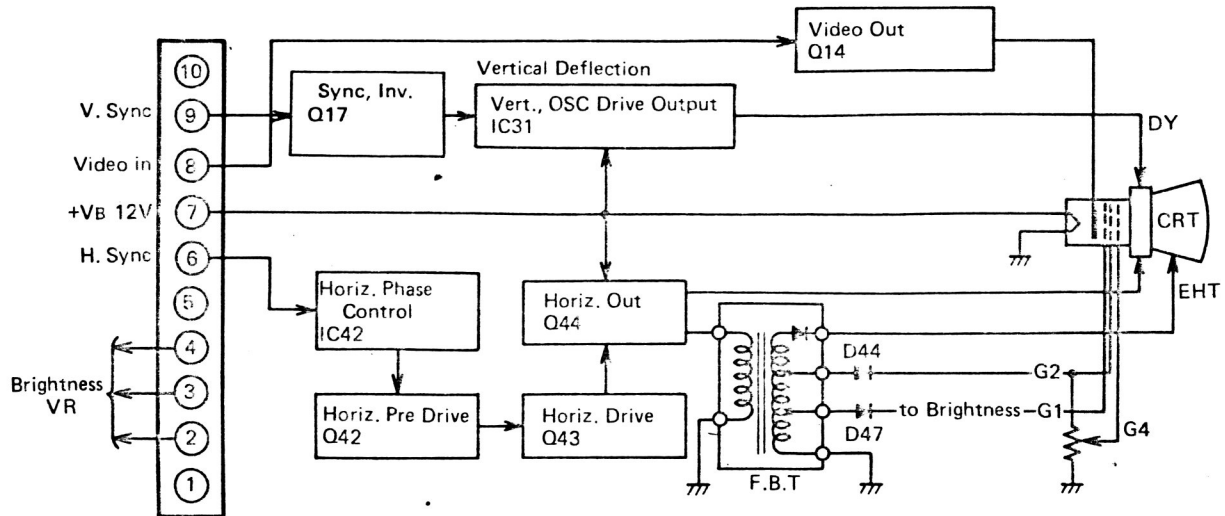 Video Out
Q14
10
Vertical Deflection
Sync, Inv.
Q17
Vert., OSC Drive Output
IC31
V. Sync
9
DY
Video in
8
+VB 12V
7
CRT
H. Sync
6
Horiz. Phase
Control
IC42
Horiz. Out
Q44
EHT
5
4
D44
G2
Brightness
VR
3
Horiz. Pre Drive
Q42
Horiz. Drive
Q43
to Brightness
G1
D47
G4
2
F.B.T
1